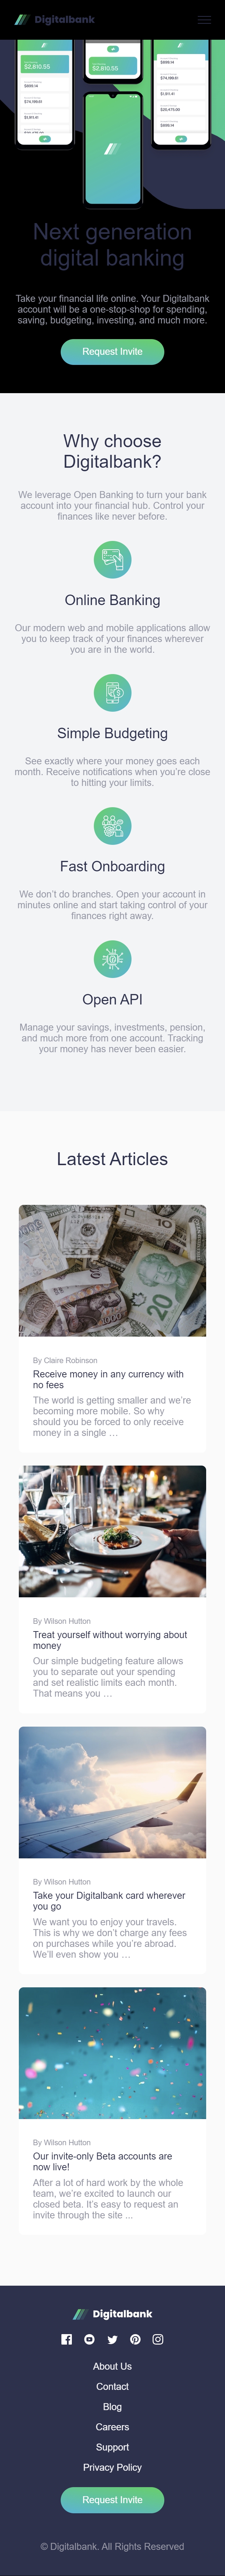 Digitalbank
$2,610.55
$2,610.55
Next generation
digital banking
Take your financial life online. Your Digitalbank
account will be a one-stop-shop for spending,
saving, budgeting, investing, and much more.
Request Invite
Why choose
Digitalbank?
We leverage Open Banking to turn your bank
account into your financial hub. Control your
finances like never before.
Online Banking
Our modern web and mobile applications allow
you to keep track of your finances wherever
you are in the world.
Simple Budgeting
See exactly where your money goes each
month. Receive notifications when you’re close
to hitting your limits.
Fast Onboarding
We don’t do branches. Open your account in
minutes online and start taking control of your
finances right away.
Open API
Manage your savings, investments, pension,
and much more from one account. Tracking
your money has never been easier.
Latest Articles
By Claire Robinson
Receive money in any currency with
no fees
The world is getting smaller and we’re
becoming more mobile. So why
should you be forced to only receive
money in a single …
By Wilson Hutton
Treat yourself without worrying about
money
Our simple budgeting feature allows
you to separate out your spending
and set realistic limits each month.
That means you …
By Wilson Hutton
Take your Digitalbank card wherever
you go
We want you to enjoy your travels.
This is why we don’t charge any fees
on purchases while you’re abroad.
We’ll even show you …
By Wilson Hutton
Our invite-only Beta accounts are
now live!
After a lot of hard work by the whole
team, we’re excited to launch our
closed beta. It’s easy to request an
invite through the site ...
Digitalbank
About Us
Contact
Blog
Careers
Support
Privacy Policy
Request Invite
© Digitalbank. All Rights Reserved